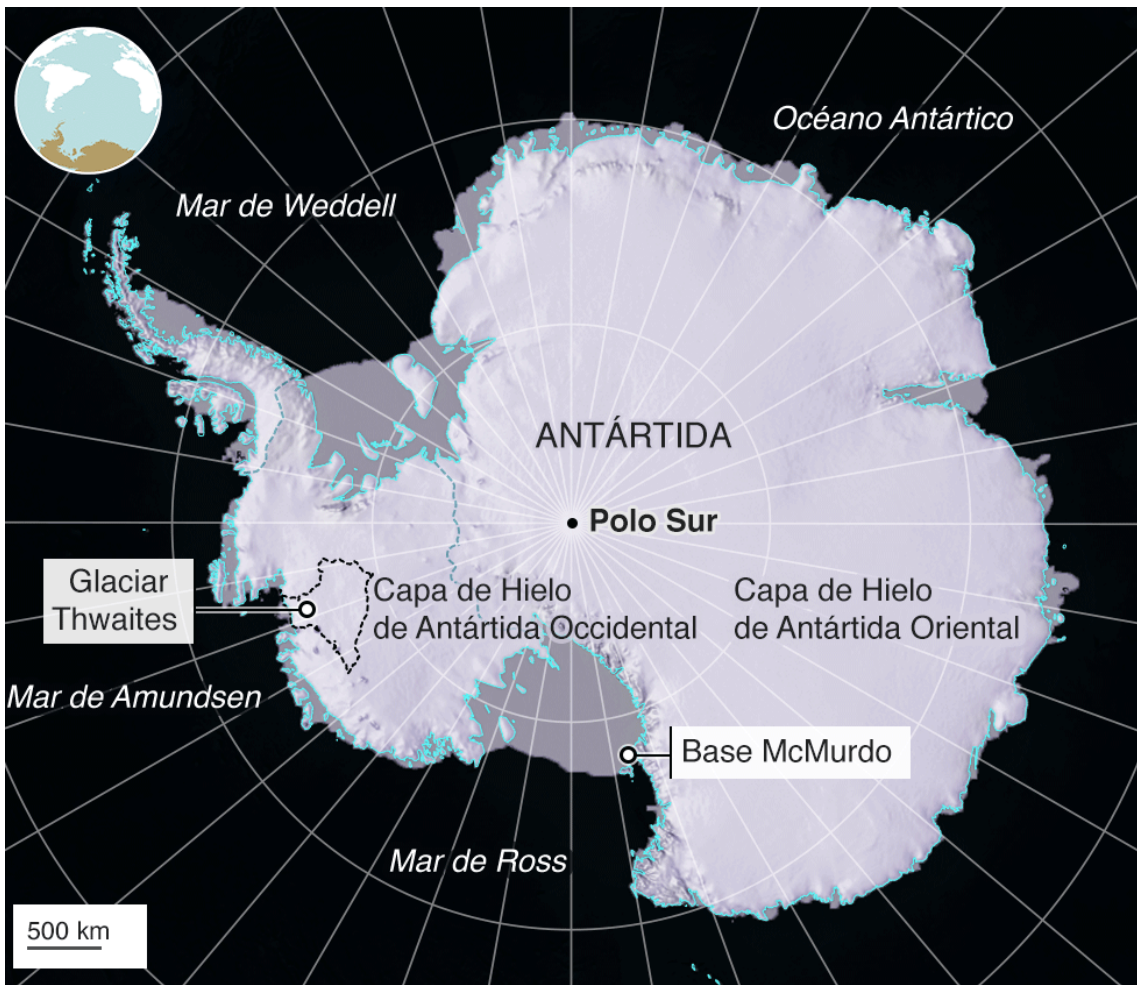 Océano Antártico
Mar de Weddell
ANTÁRTIDA
Polo Sur
Glaciar
Thwaites
Capa de Hielo
de Antártida Occidental
Capa de Hielo
de Antártida Oriental
Mar de Amundsen
Base McMurdo
Mar de Ross
500 km